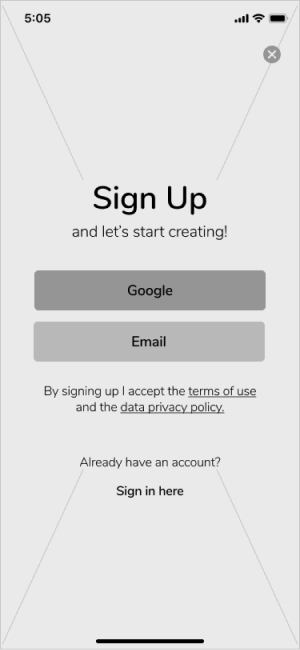 5:05
Sign Up
and let's start creating!
Google
Email
By signing up I accept the terms of use
and the data privacy policy.
Already have an account?
Sign in here